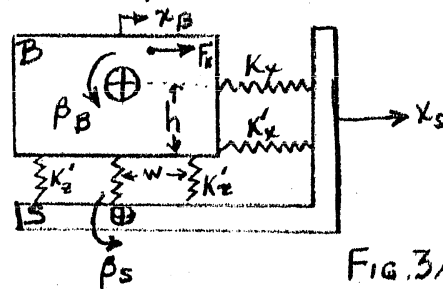 x_B
B
F_x
K_x
β_B
h
K'_x
x_s
K'_z
w
K'_z
S
β_s
FIG. 3A